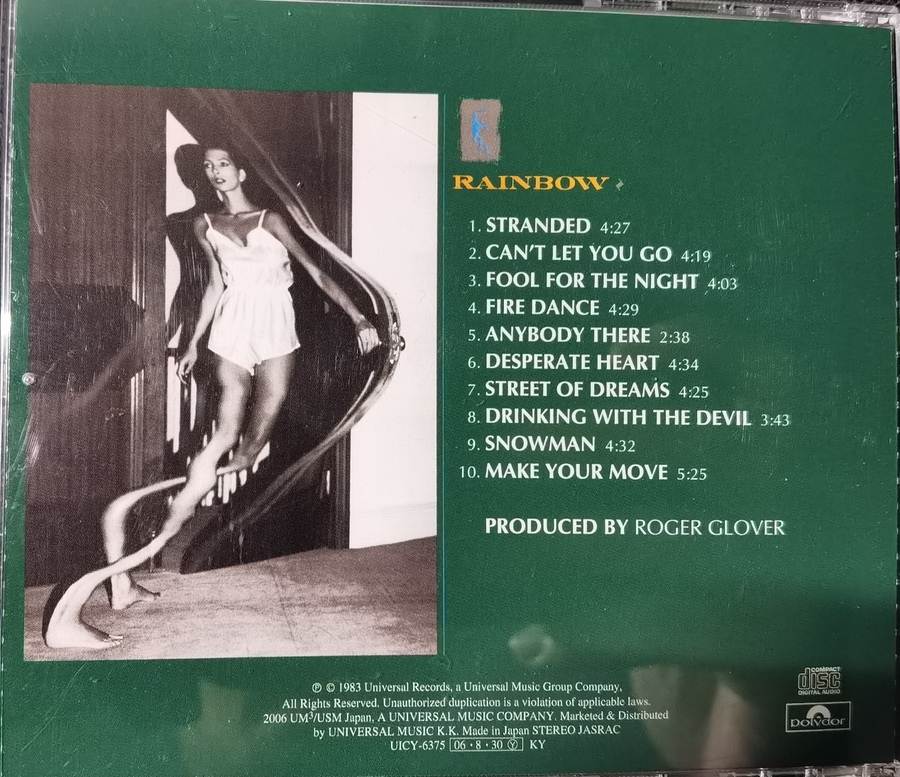 RAINBOW
1. STRANDED 4:27
2. CAN'T LET YOU GO 4:19
3. FOOL FOR THE NIGHT 4:03
4. FIRE DANCE 4:29
5. ANYBODY THERE 2:38
6. DESPERATE HEART 4:34
7. STREET OF DREAMS 4:25
8. DRINKING WITH THE DEVIL 3:43
9. SNOWMAN 4:32
10. MAKE YOUR MOVE 5:25
PRODUCED BY ROGER GLOVER
℗ © 1983 Universal Records, a Universal Music Group Company,
All Rights Reserved. Unauthorized duplication is a violation of applicable laws.
2006 UM³/USM Japan, A UNIVERSAL MUSIC COMPANY. Marketed & Distributed
by UNIVERSAL MUSIC K.K. Made in Japan STEREO JASRAC
UICY-6375 06・8・30 Ⓨ KY
COMPACT
disc
DIGITAL AUDIO
polydor